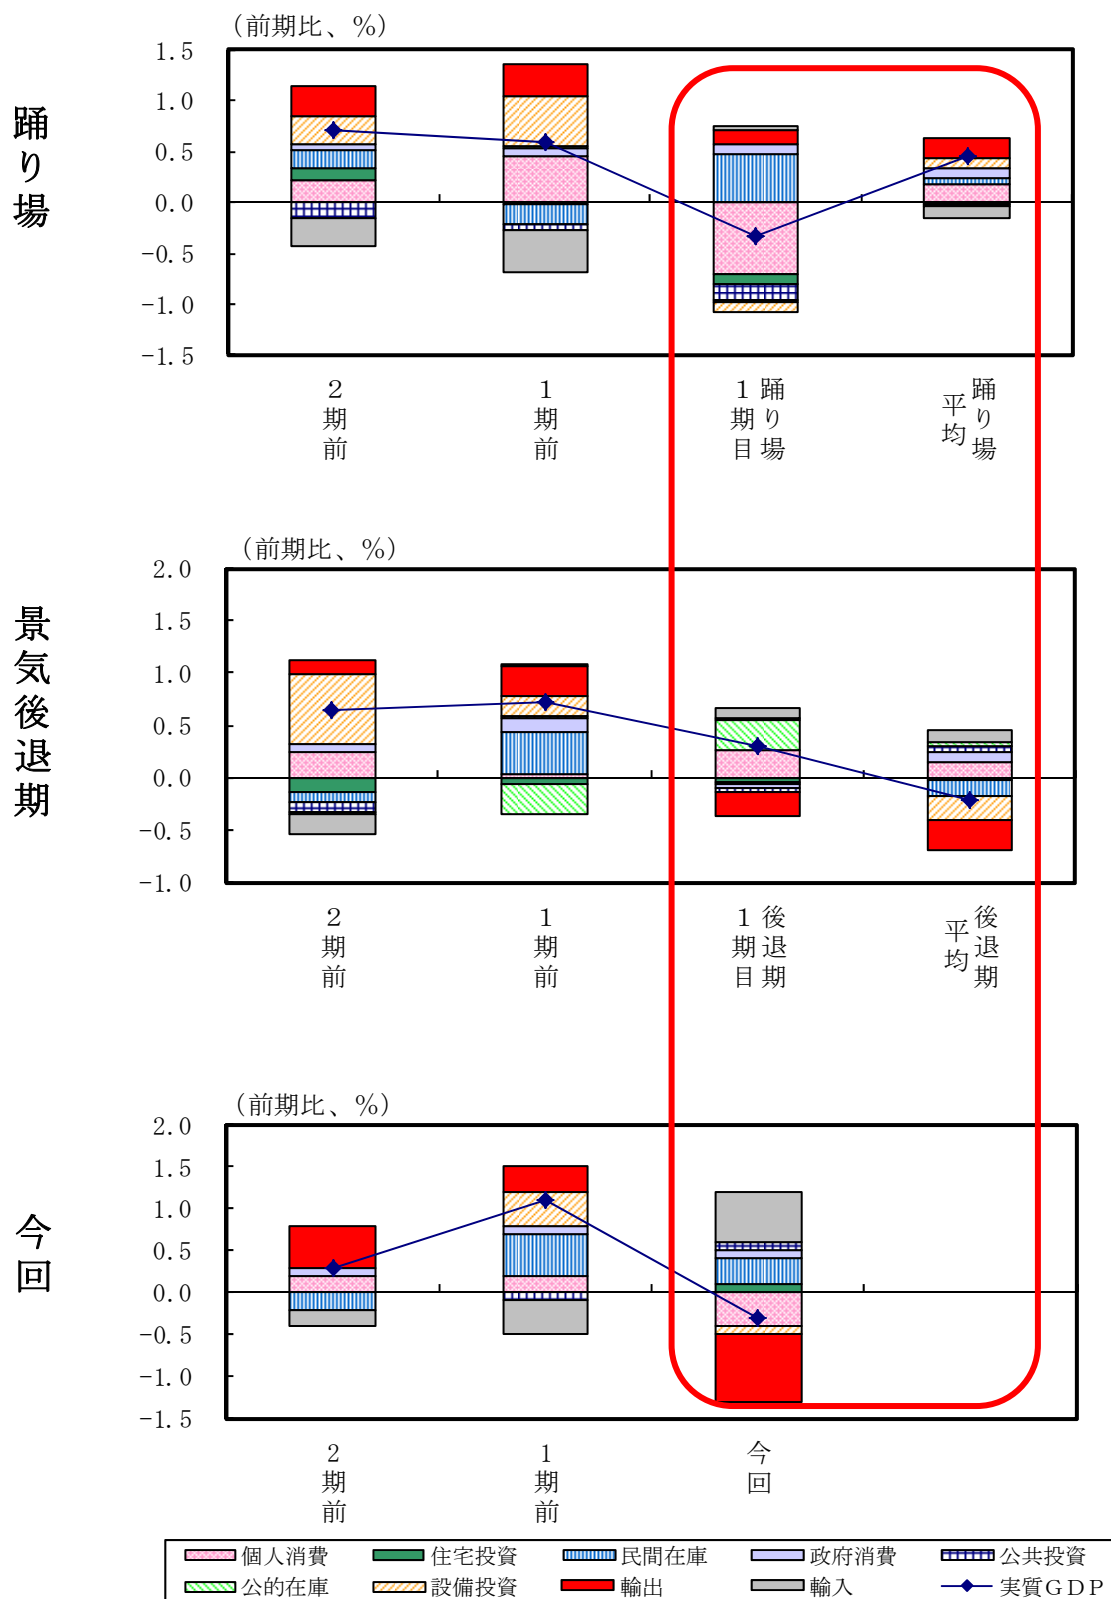 踊り場
（前期比、％）
1.5
1.0
0.5
0.0
-0.5
-1.0
-1.5
2期前
1期前
踊り場
1期目
踊り場
平均
景気後退期
（前期比、％）
2.0
1.5
1.0
0.5
0.0
-0.5
-1.0
2期前
1期前
後退期
1期目
後退期
平均
今回
（前期比、％）
2.0
1.5
1.0
0.5
0.0
-0.5
-1.0
-1.5
2期前
1期前
今回
個人消費 住宅投資 民間在庫 政府消費 公共投資
公的在庫 設備投資 輸出 輸入 実質ＧＤＰ